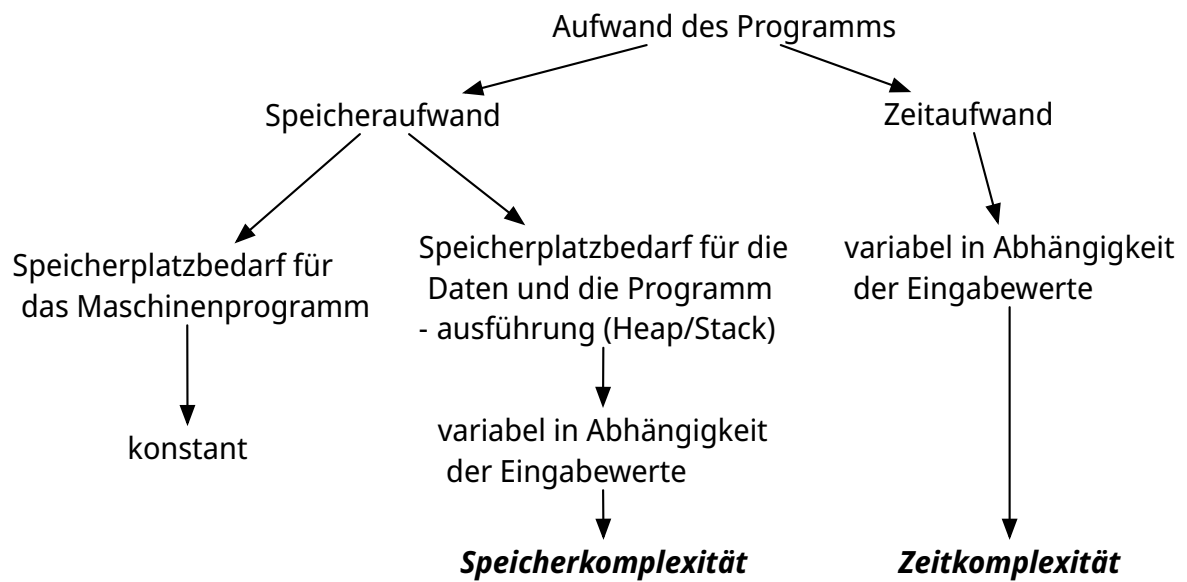 Aufwand des Programms
Speicheraufwand
Zeitaufwand
Speicherplatzbedarf für
das Maschinenprogramm
konstant
Speicherplatzbedarf für die
Daten und die Programm
- ausführung (Heap/Stack)
variabel in Abhängigkeit
der Eingabewerte
Speicherkomplexität
variabel in Abhängigkeit
der Eingabewerte
Zeitkomplexität